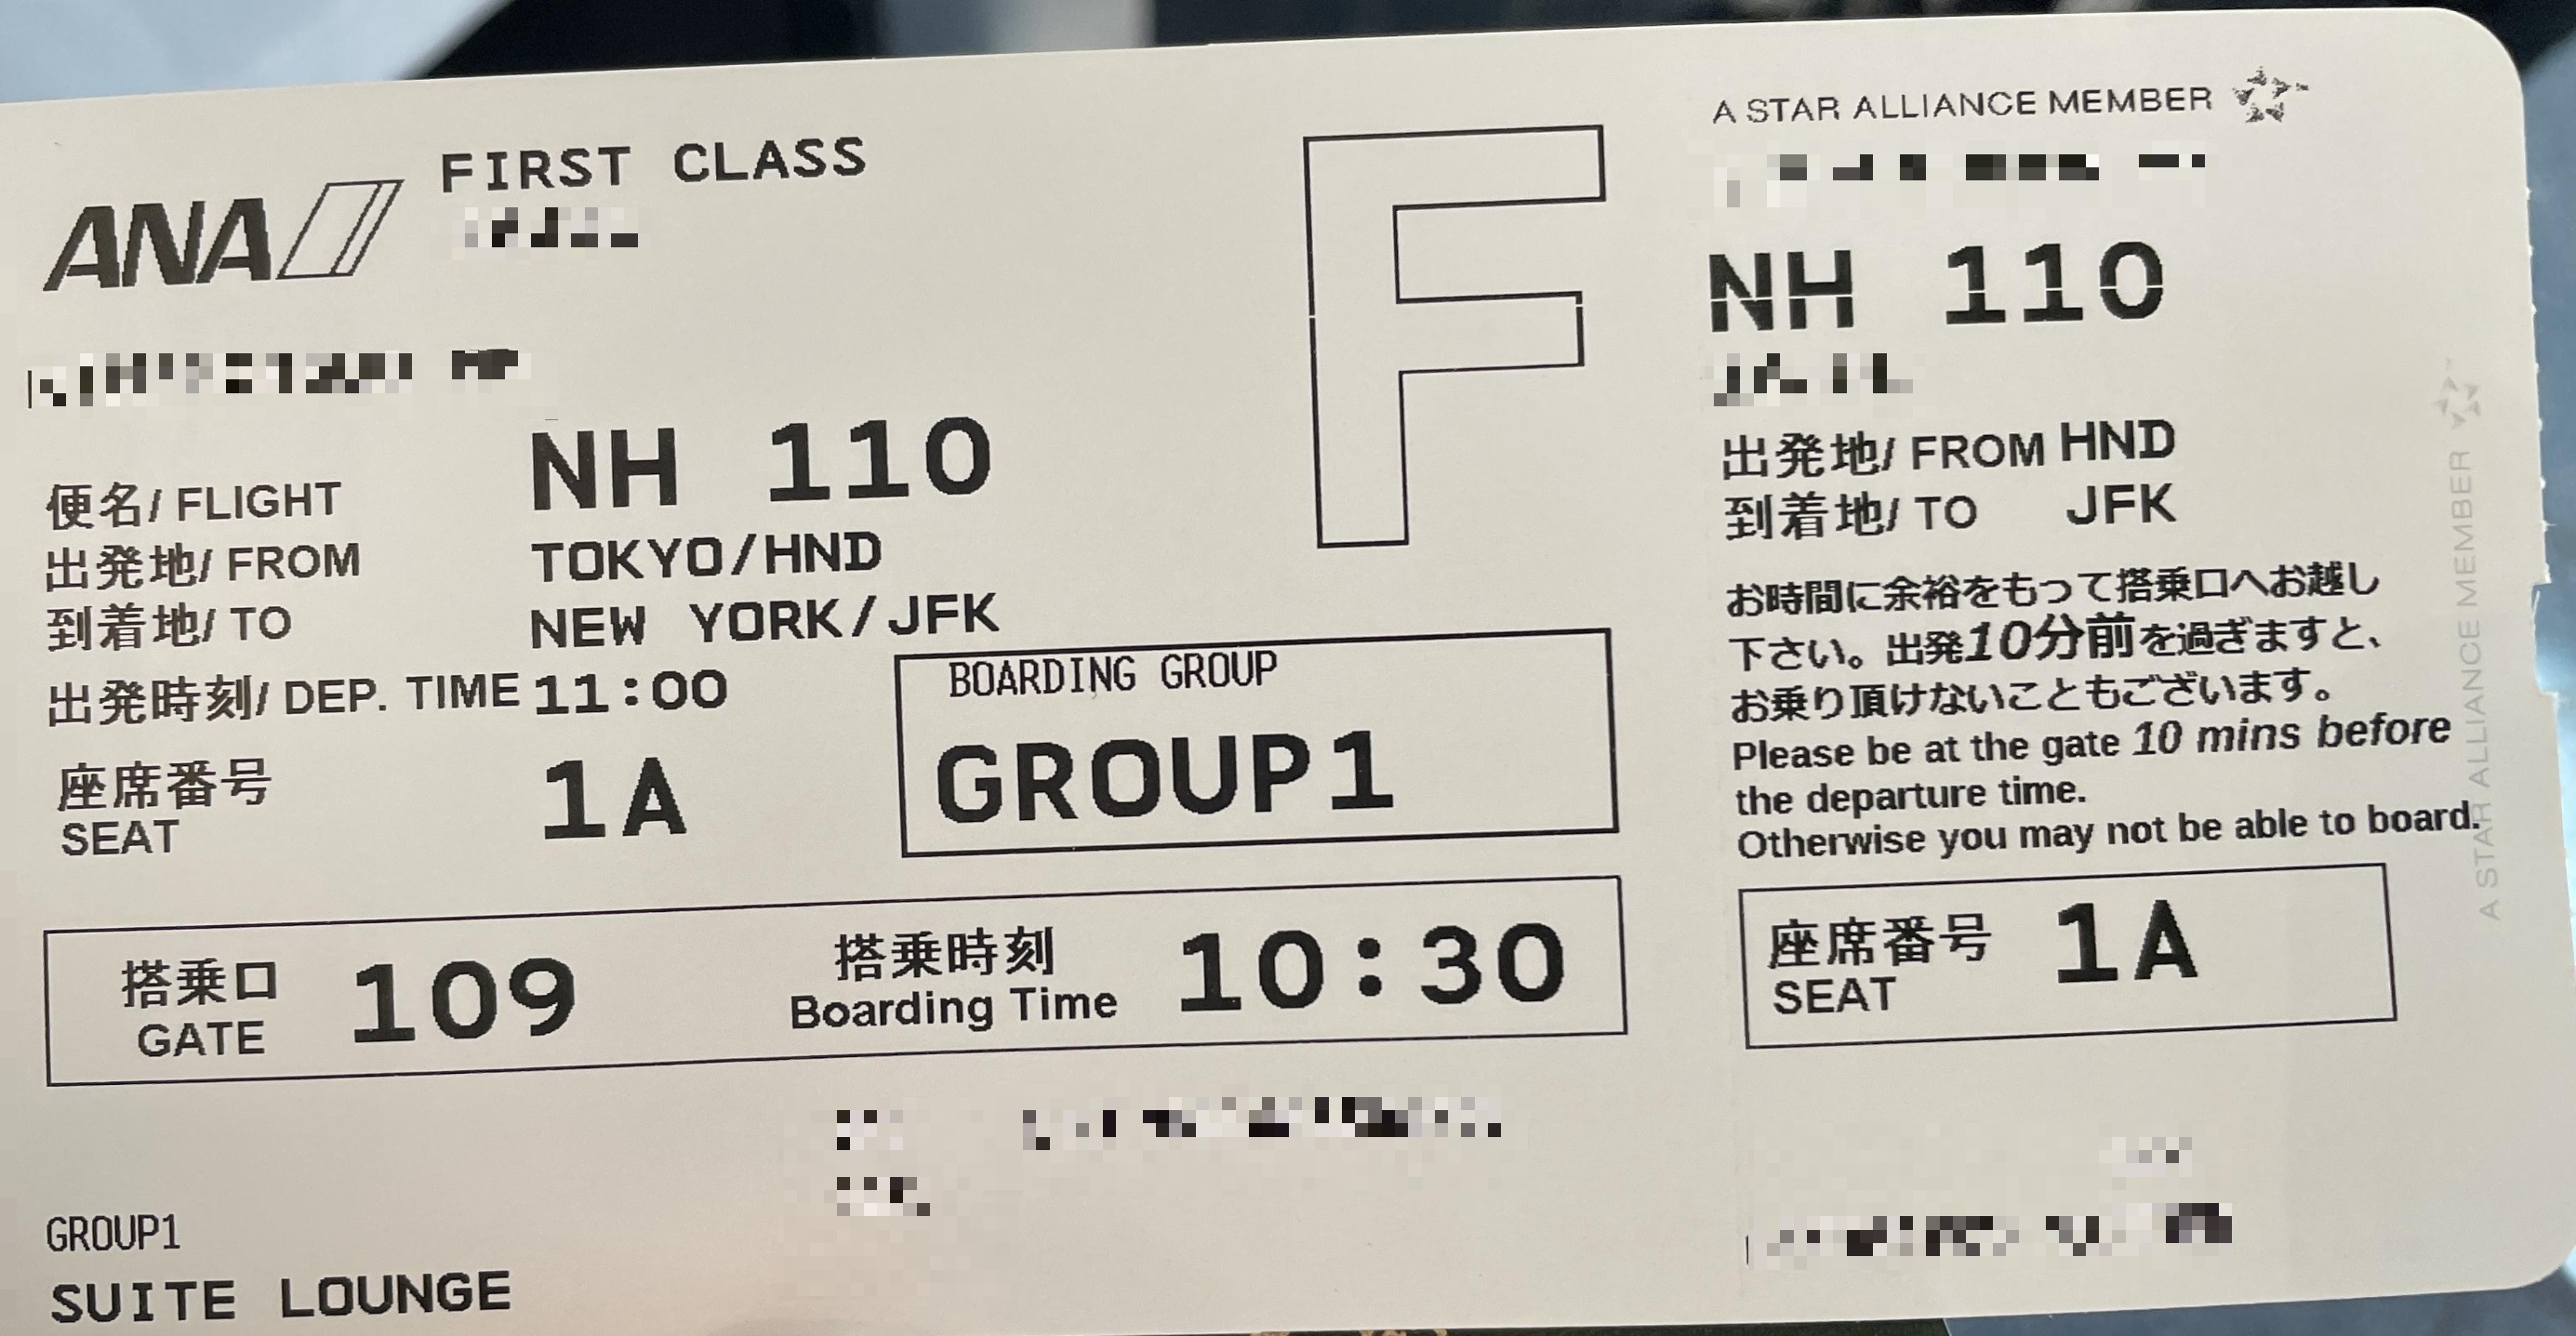 ANA
FIRST CLASS
便名/ FLIGHT NH 110
出発地/ FROM TOKYO/HND
到着地/ TO NEW YORK/JFK
出発時刻/ DEP. TIME 11:00
座席番号
SEAT
1A
BOARDING GROUP
GROUP1
搭乗口
GATE
109
搭乗時刻
Boarding Time
10:30
GROUP1
SUITE LOUNGE
F
A STAR ALLIANCE MEMBER
NH 110
出発地/ FROM HND
到着地/ TO JFK
お時間に余裕をもって搭乗口へお越し
下さい。出発10分前を過ぎますと、
お乗り頂けないこともございます。
Please be at the gate 10 mins before
the departure time.
Otherwise you may not be able to board.
座席番号
SEAT
1A
A STAR ALLIANCE MEMBER